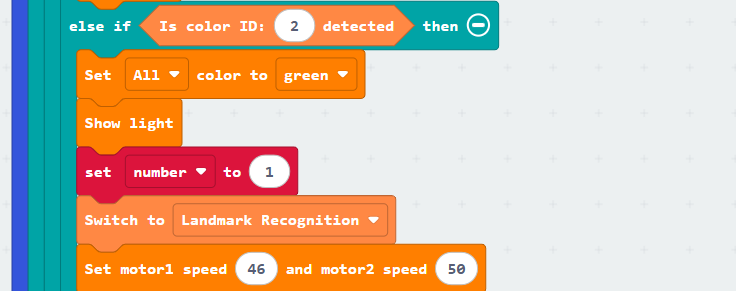 else if Is color ID: 2 detected then
Set All color to green
Show light
set number to 1
Switch to Landmark Recognition
Set motor1 speed 46 and motor2 speed 50